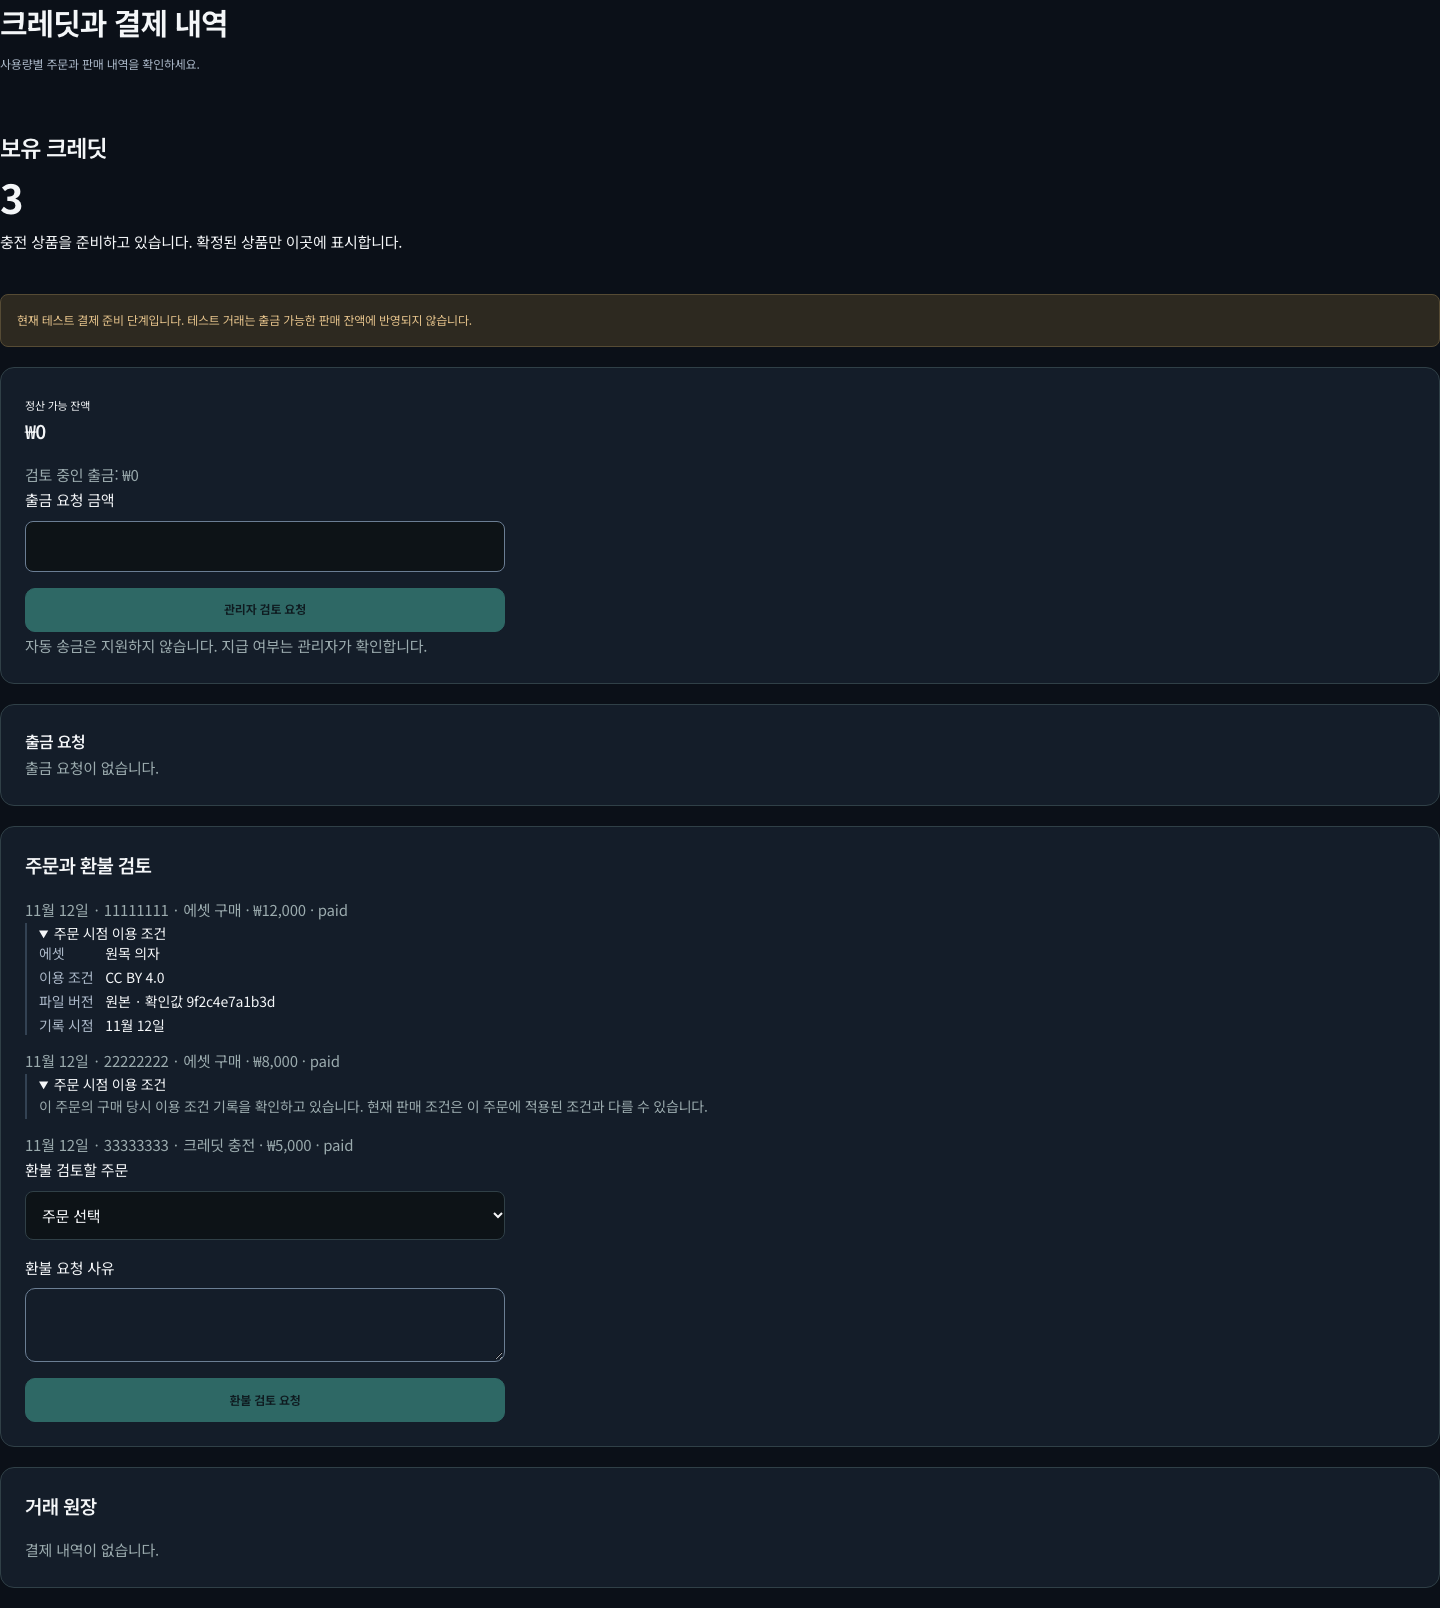 크레딧과 결제 내역
사용량별 주문과 판매 내역을 확인하세요.
보유 크레딧
3
충전 상품을 준비하고 있습니다. 확정된 상품만 이곳에 표시합니다.
현재 테스트 결제 준비 단계입니다. 테스트 거래는 출금 가능한 판매 잔액에 반영되지 않습니다.
정산 가능 잔액
₩0
검토 중인 출금: ₩0
출금 요청 금액
관리자 검토 요청
자동 송금은 지원하지 않습니다. 지급 여부는 관리자가 확인합니다.
출금 요청
출금 요청이 없습니다.
주문과 환불 검토
11월 12일 · 11111111 · 에셋 구매 · ₩12,000 · paid
▼ 주문 시점 이용 조건
에셋 원목 의자
이용 조건 CC BY 4.0
파일 버전 원본 · 확인값 9f2c4e7a1b3d
기록 시점 11월 12일
11월 12일 · 22222222 · 에셋 구매 · ₩8,000 · paid
▼ 주문 시점 이용 조건
이 주문의 구매 당시 이용 조건 기록을 확인하고 있습니다. 현재 판매 조건은 이 주문에 적용된 조건과 다를 수 있습니다.
11월 12일 · 33333333 · 크레딧 충전 · ₩5,000 · paid
환불 검토할 주문
주문 선택
환불 요청 사유
환불 검토 요청
거래 원장
결제 내역이 없습니다.